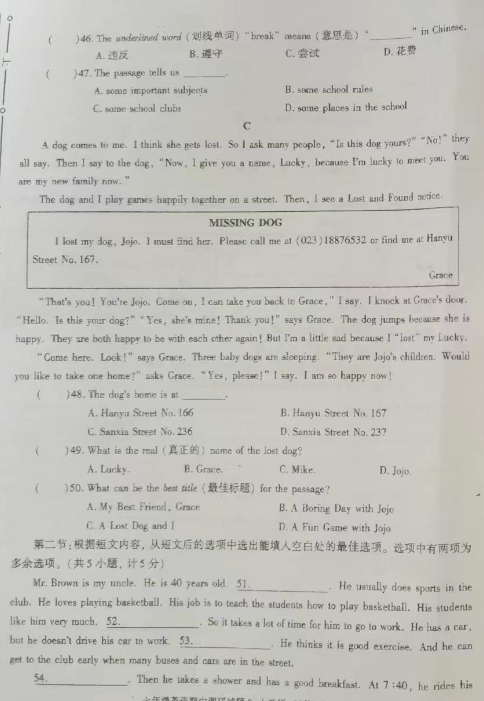 ( )46. The underlined word（划线单词）"break" means（意思是）"______" in Chinese.
A. 违反 B. 遵守 C. 尝试 D. 花费
( )47. The passage tells us ______.
A. some important subjects B. some school rules
C. some school clubs D. some places in the school
C
A dog comes to me. I think she gets lost. So I ask many people, "Is this dog yours?" "No!" they
all say. Then I say to the dog, "Now, I give you a name, Lucky, because I'm lucky to meet you. You
are my new family now."
The dog and I play games happily together on a street. Then, I see a Lost and Found notice.
MISSING DOG
I lost my dog, Jojo. I must find her. Please call me at (023)18876532 or find me at Hanyu
Street No. 167.
Grace
"That's you! You're Jojo. Come on, I can take you back to Grace," I say. I knock at Grace's door.
"Hello. Is this your dog?" "Yes, she's mine! Thank you!" says Grace. The dog jumps because she is
happy. They are both happy to be with each other again! But I'm a little sad because I "lost" my Lucky.
"Come here. Look!" says Grace. Three baby dogs are sleeping. "They are Jojo's children. Would
you like to take one home?" asks Grace. "Yes, please!" I say. I am so happy now!
( )48. The dog's home is at ______.
A. Hanyu Street No. 166 B. Hanyu Street No. 167
C. Sanxia Street No. 236 D. Sanxia Street No. 237
( )49. What is the real（真正的）name of the lost dog?
A. Lucky. B. Grace. C. Mike. D. Jojo.
( )50. What can be the best title（最佳标题）for the passage?
A. My Best Friend, Grace B. A Boring Day with Jojo
C. A Lost Dog and I D. A Fun Game with Jojo
第二节：根据短文内容，从短文后的选项中选出能填入空白处的最佳选项。选项中有两项为
多余选项。（共 5 小题，计 5 分）
Mr. Brown is my uncle. He is 40 years old. 51.______. He usually does sports in the
club. He loves playing basketball. His job is to teach the students how to play basketball. His students
like him very much. 52.______. So it takes a lot of time for him to go to work. He has a car,
but he doesn't drive his car to work. 53.______. He thinks it is good exercise. And he can
get to the club early when many buses and cars are in the street.
54.______. Then he takes a shower and has a good breakfast. At 7:40, he rides his